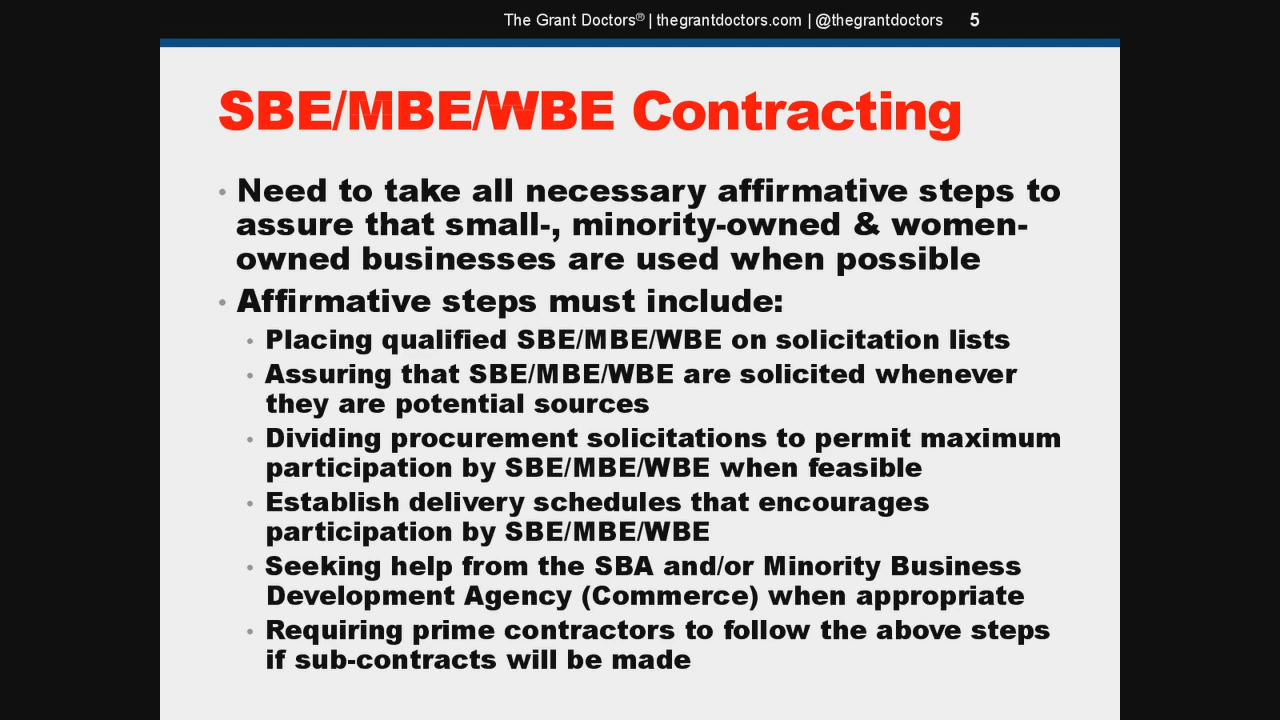 The Grant Doctors® | thegrantdoctors.com | @thegrantdoctors 5
SBE/MBE/WBE Contracting
• Need to take all necessary affirmative steps to
assure that small-, minority-owned & women-
owned businesses are used when possible
• Affirmative steps must include:
• Placing qualified SBE/MBE/WBE on solicitation lists
• Assuring that SBE/MBE/WBE are solicited whenever
they are potential sources
• Dividing procurement solicitations to permit maximum
participation by SBE/MBE/WBE when feasible
• Establish delivery schedules that encourages
participation by SBE/MBE/WBE
• Seeking help from the SBA and/or Minority Business
Development Agency (Commerce) when appropriate
• Requiring prime contractors to follow the above steps
if sub-contracts will be made